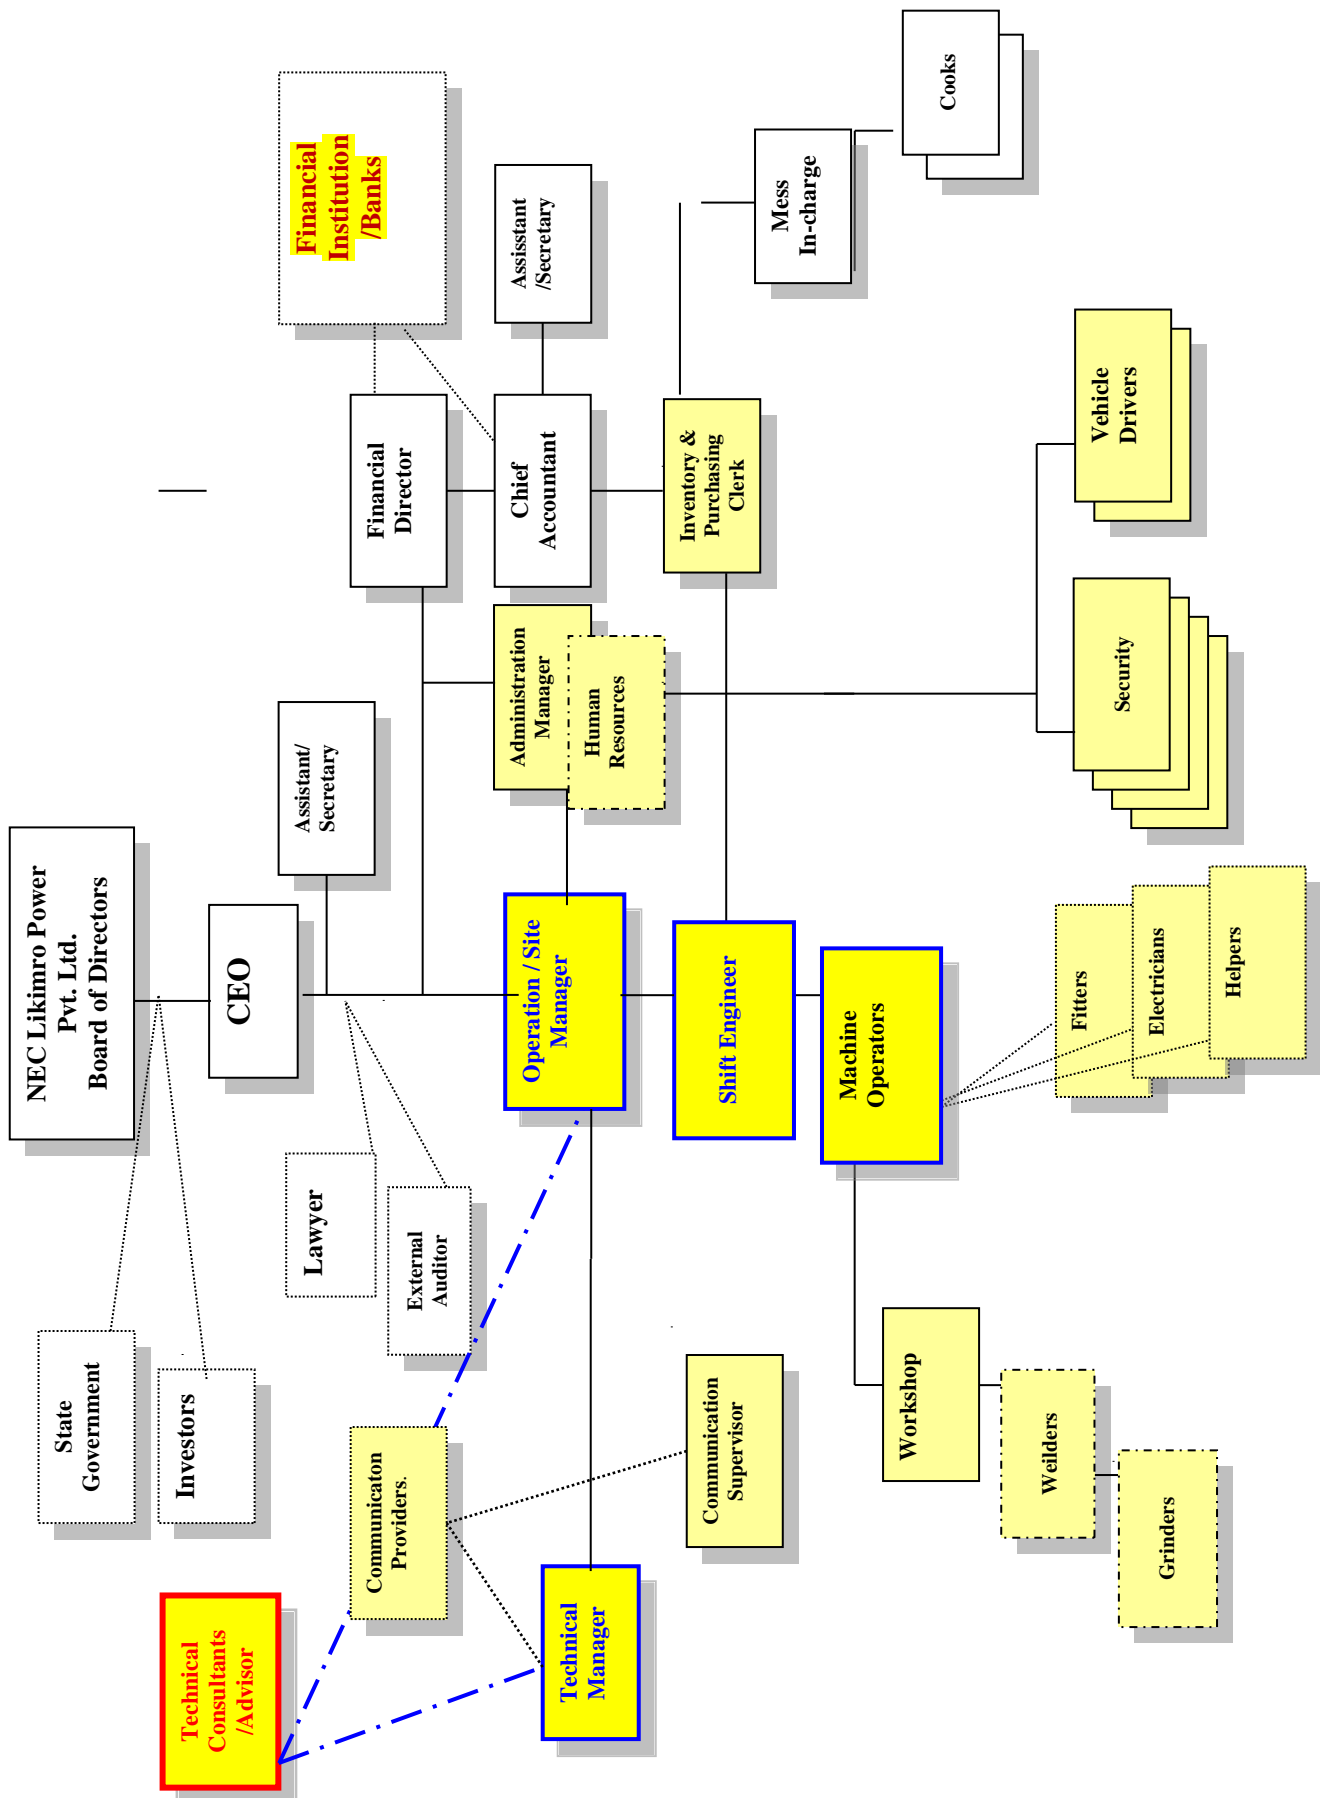 NEC Likimro Power
Pvt. Ltd.
Board of Directors
State
Government
Investors
CEO
Technical
Consultants
/Advisor
Lawyer
External
Auditor
Assistant/
Secretary
Financial
Institution
/Banks
Communicaton
Providers.
Financial
Director
Technical
Manager
Operation / Site
Manager
Administration
Manager
Human
Resources
Chief
Accountant
Assisstant
/Secretary
Communication
Supervisor
Shift Engineer
Inventory &
Purchasing
Clerk
Mess
In-charge
Machine
Operators
Cooks
Workshop
Weilders
Grinders
Fitters
Electricians
Helpers
Security
Vehicle
Drivers